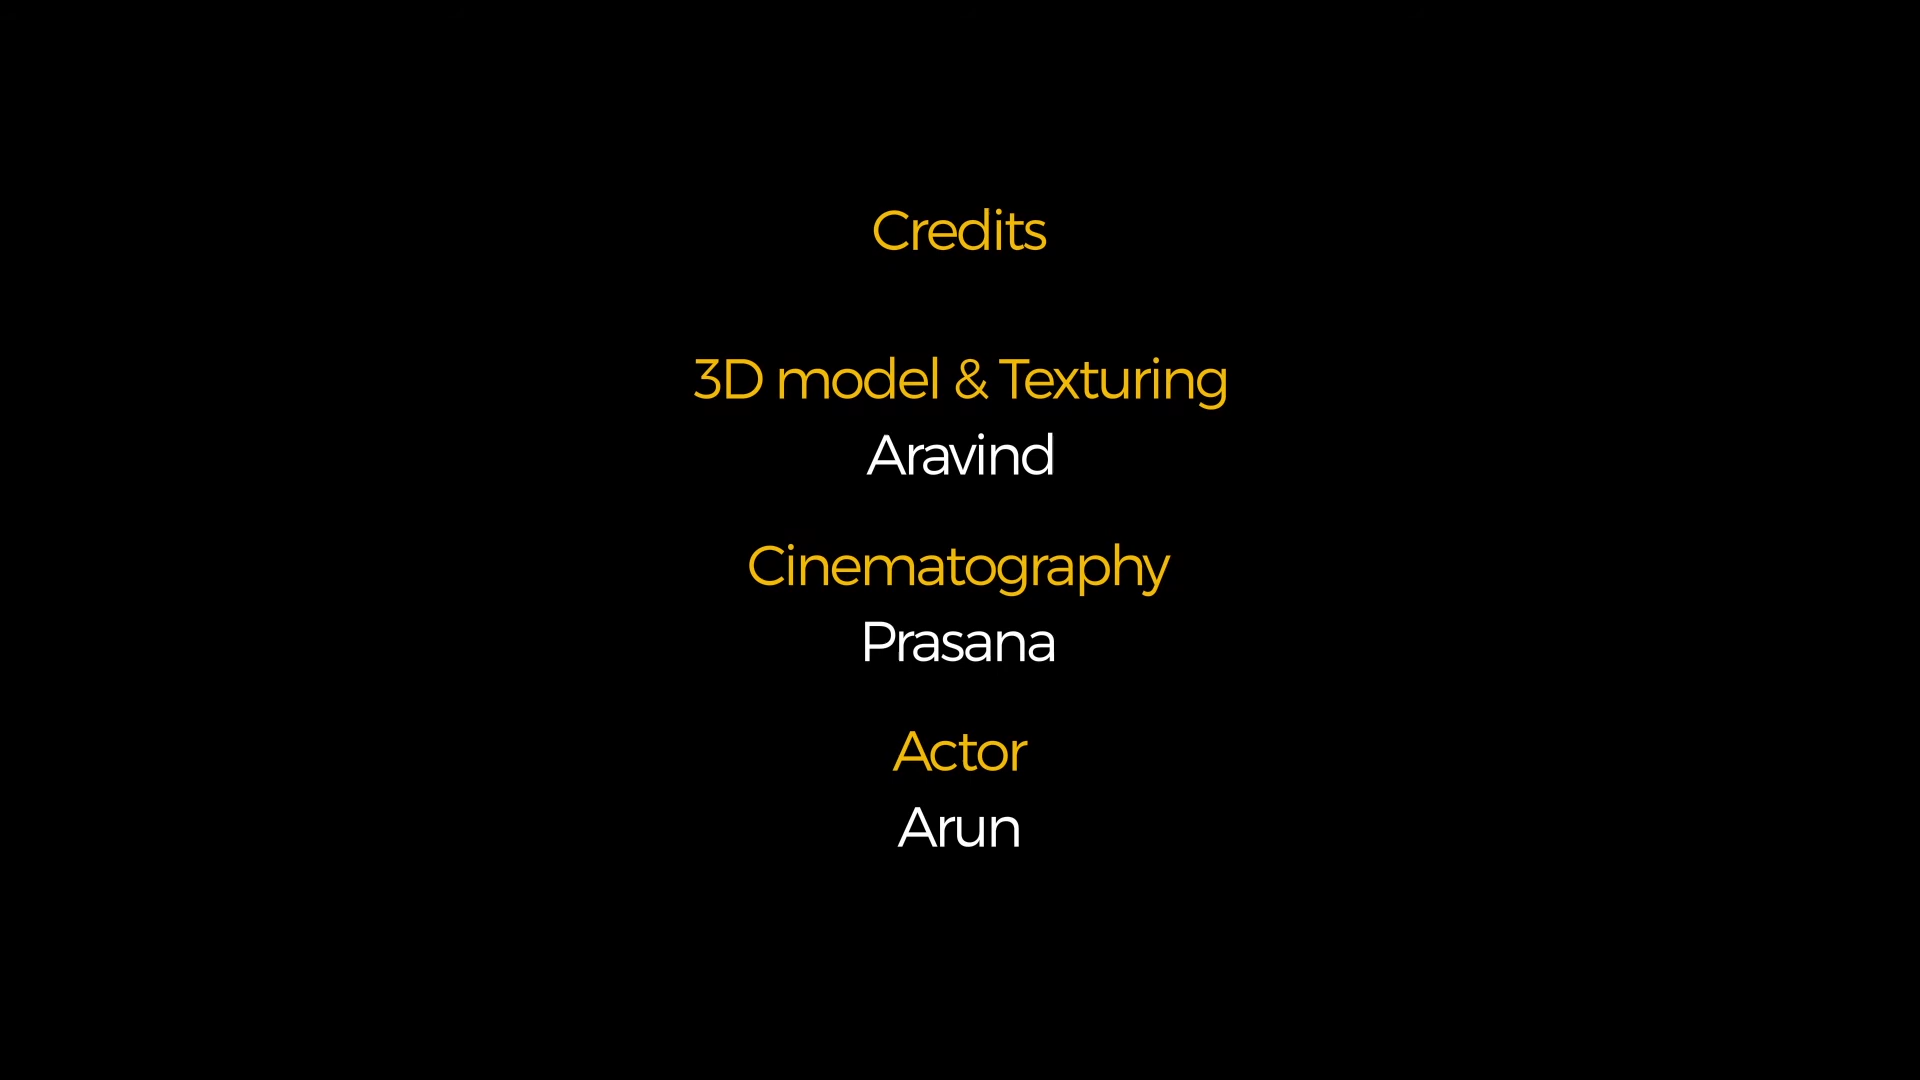 Credits
3D model & Texturing
Aravind
Cinematography
Prasana
Actor
Arun